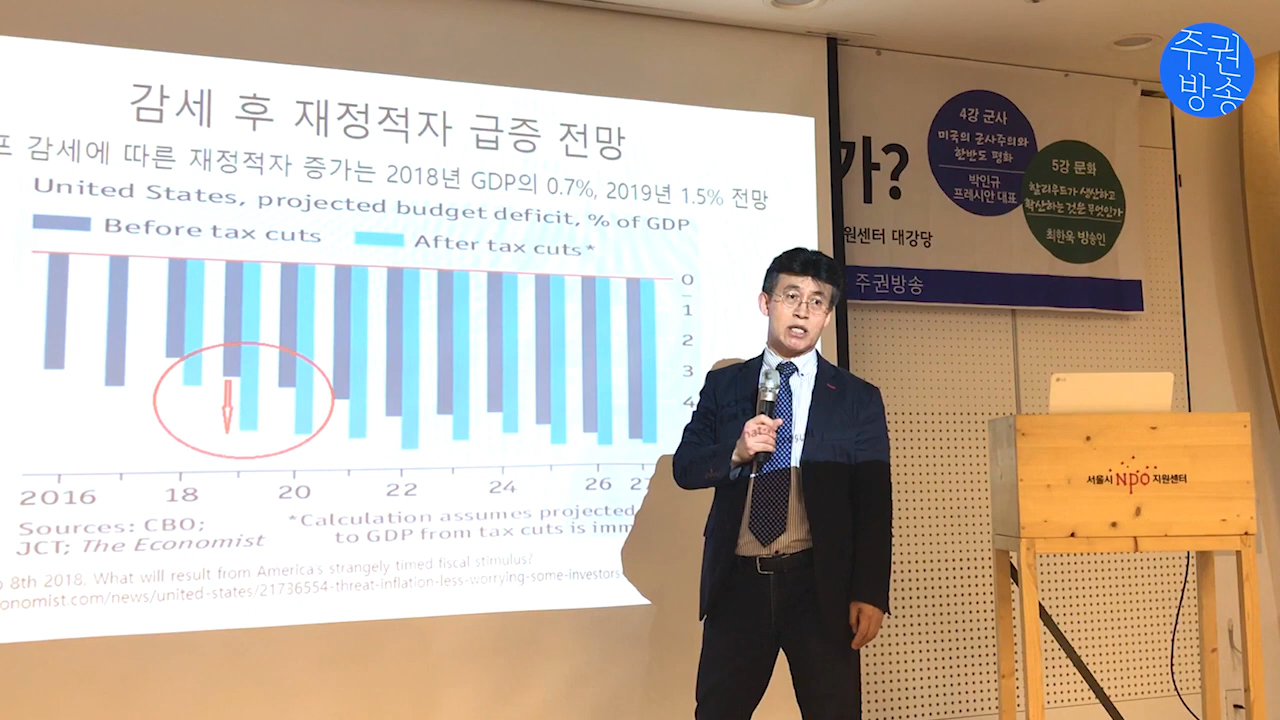 감세 후 재정적자 급증 전망
프 감세에 따른 재정적자 증가는 2018년 GDP의 0.7%, 2019년 1.5% 전망
United States, projected budget deficit, % of GDP
Before tax cuts
After tax cuts*
0
1
2
3
4
2016
18
20
22
24
26
Sources: CBO;
JCT; The Economist
*Calculation assumes projected
to GDP from tax cuts is imm
8th 2018. What will result from America's strangely timed fiscal stimulus?
onomist.com/news/united-states/21736554-threat-inflation-less-worrying-some-investors
주권
방송
가?
4강 군사
미국의 군사주의와
한반도 평화
박인규
프레시안 대표
5강 문화
할리우드가 생산하고
확산하는 것은 무엇인가
최한욱 방송인
원센터 대강당
주권방송
LG
서울시 npo 지원센터